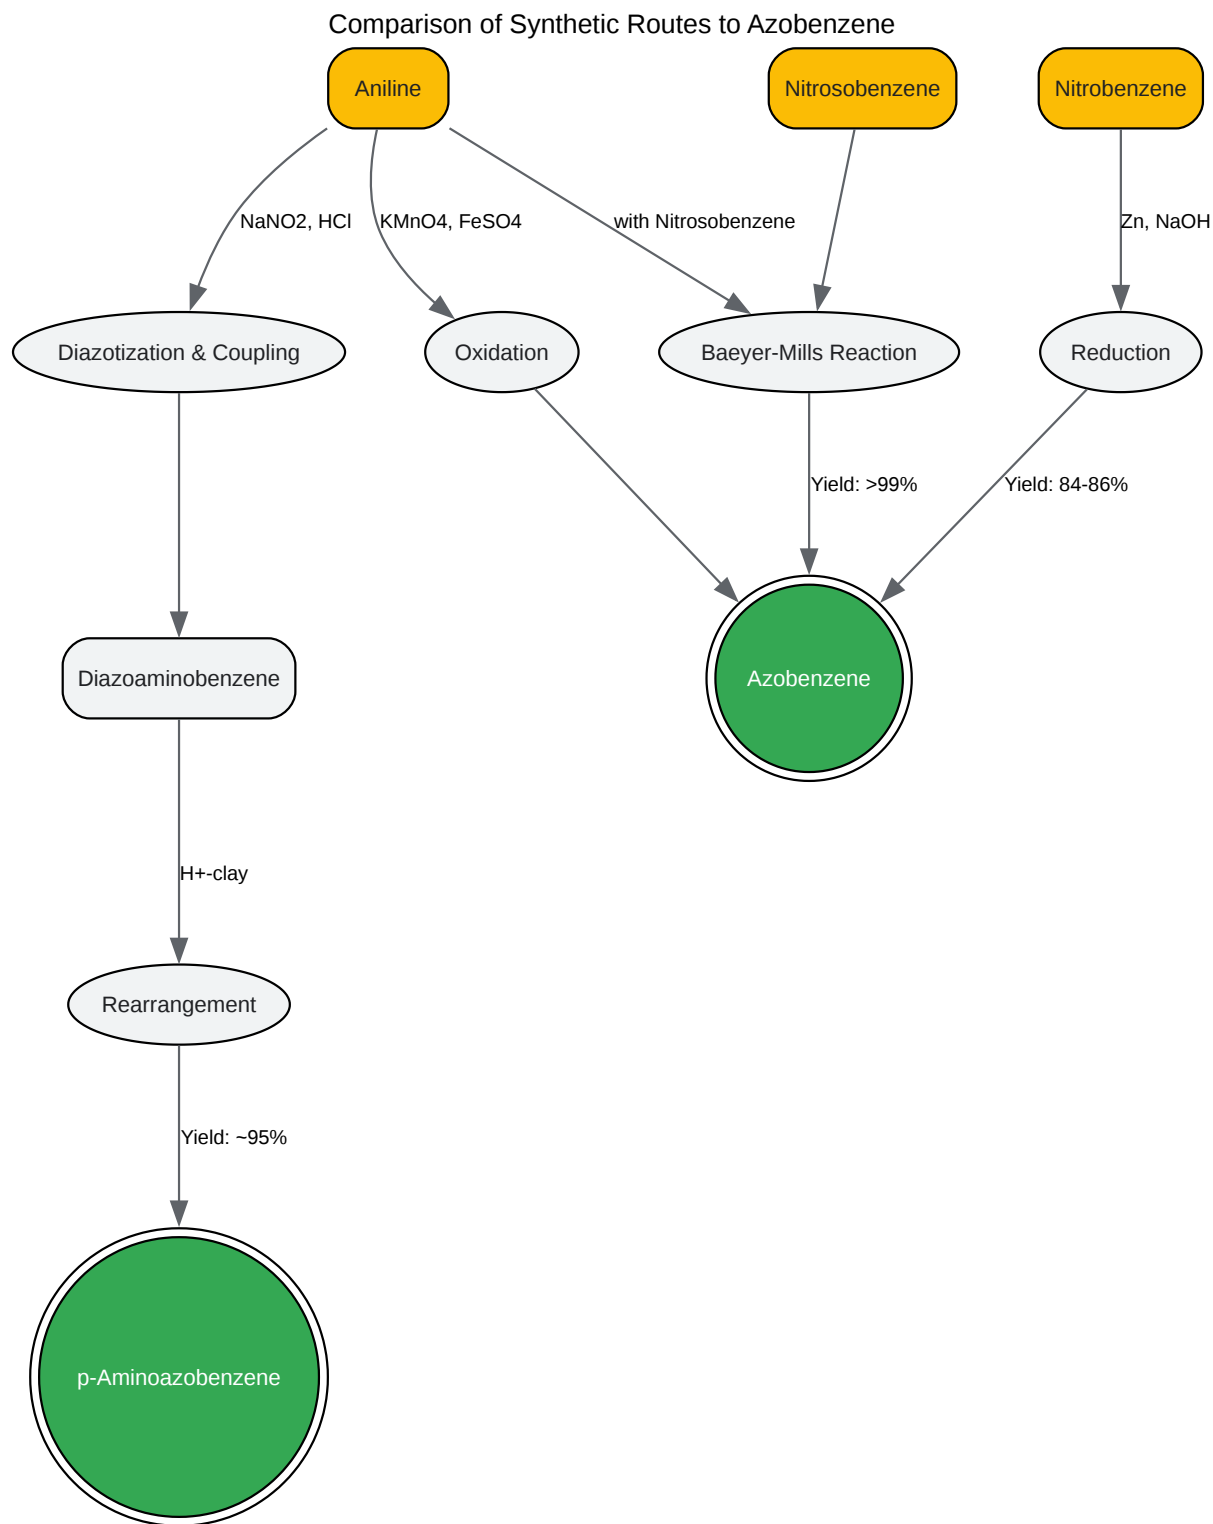 Comparison of Synthetic Routes to Azobenzene
Aniline
Nitrosobenzene
Nitrobenzene
NaNO2, HCl
KMnO4, FeSO4
with Nitrosobenzene
Zn, NaOH
Diazotization & Coupling
Oxidation
Baeyer-Mills Reaction
Reduction
Yield: >99%
Yield: 84-86%
Diazoaminobenzene
Azobenzene
H+-clay
Rearrangement
Yield: ~95%
p-Aminoazobenzene